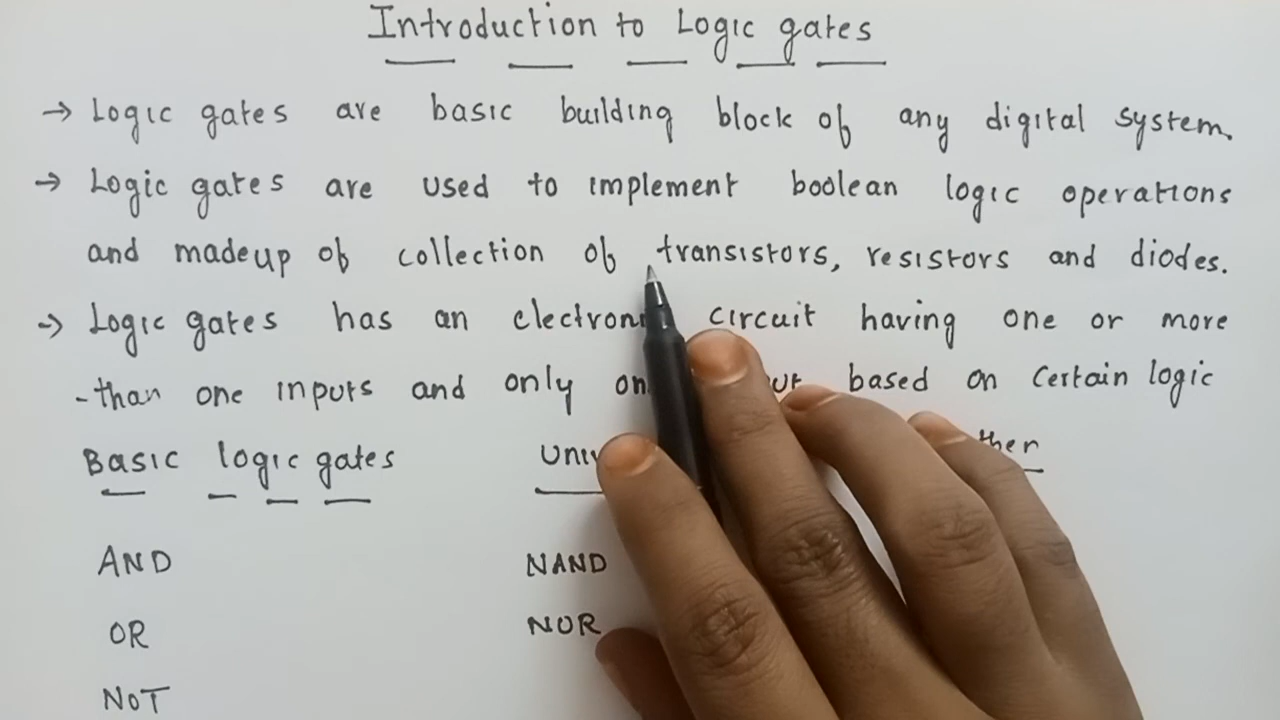 Introduction to Logic gates
→ Logic gates are basic building block of any digital system.
→ Logic gates are used to implement boolean logic operations
and madeup of collection of transistors, resistors and diodes.
→ Logic gates has an circuit having one or more
-than one inputs and only based on certain logic
Basic logic gates
AND NAND
OR NOR
NOT